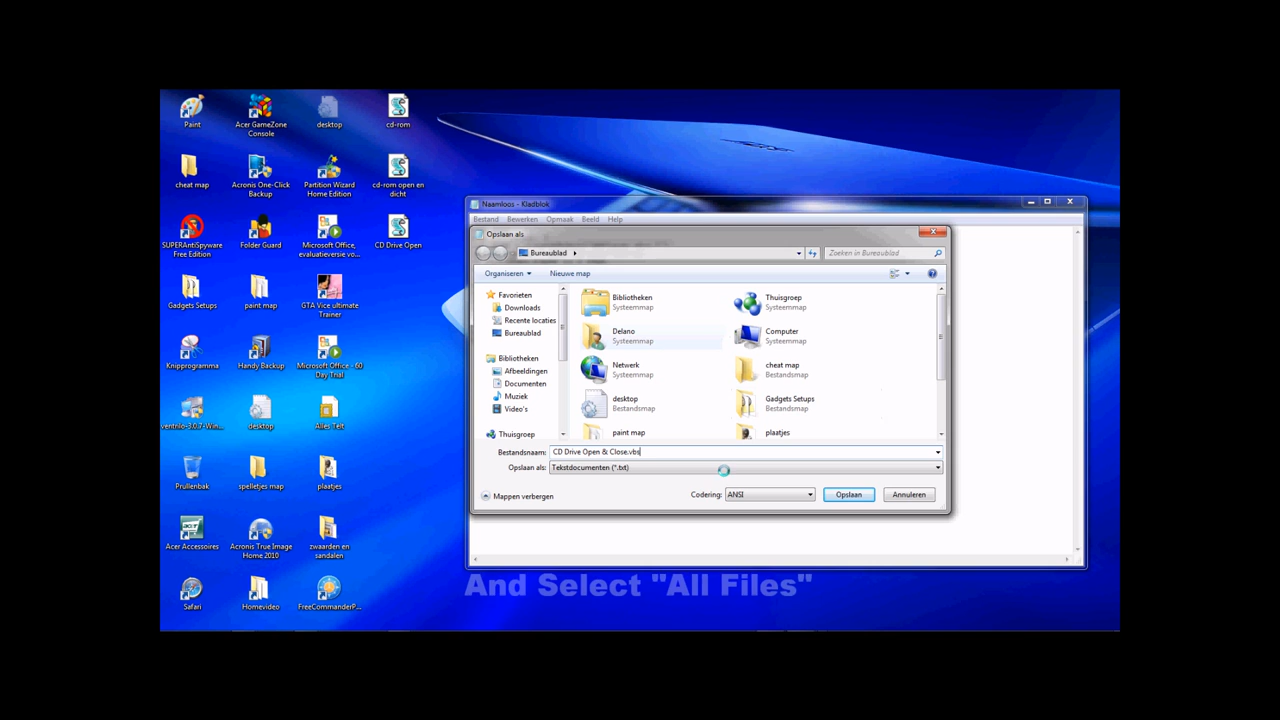 Paint
Acer GameZone
Console
desktop
cd-rom
cheat map
Acronis One-Click
Backup
Partition Wizard
Home Edition
cd-rom open en
dicht
SUPERAntiSpyware
Free Edition
Folder Guard
Microsoft Office,
evaluatieversie vo...
CD Drive Open
Gadgets Setups
paint map
GTA Vice ultimate
Trainer
Knipprogramma
Handy Backup
Microsoft Office - 60
Day Trial
ventrilo-3.0.7-Win...
desktop
Alles Telt
Prullenbak
spelletjes map
plaatjes
Acer Accessoires
Acronis True Image
Home 2010
zwaarden en
sandalen
Safari
Homevideo
FreeCommanderP...
Naamloos - Kladblok
Bestand Bewerken Opmaak Beeld Help
Opslaan als
Bureaublad
Zoeken in Bureaublad
Organiseren
Nieuwe map
Favorieten
Downloads
Recente locaties
Bureaublad
Bibliotheken
Afbeeldingen
Documenten
Muziek
Video's
Thuisgroep
Bibliotheken
Systeemmap
Thuisgroep
Systeemmap
Delano
Systeemmap
Computer
Systeemmap
Netwerk
Systeemmap
cheat map
Bestandsmap
desktop
Bestandsmap
Gadgets Setups
Bestandsmap
paint map
plaatjes
Bestandsnaam: CD Drive Open & Close.vbs
Opslaan als: Tekstdocumenten (*.txt)
Mappen verbergen
Codering: ANSI
Opslaan
Annuleren
And Select "All Files"